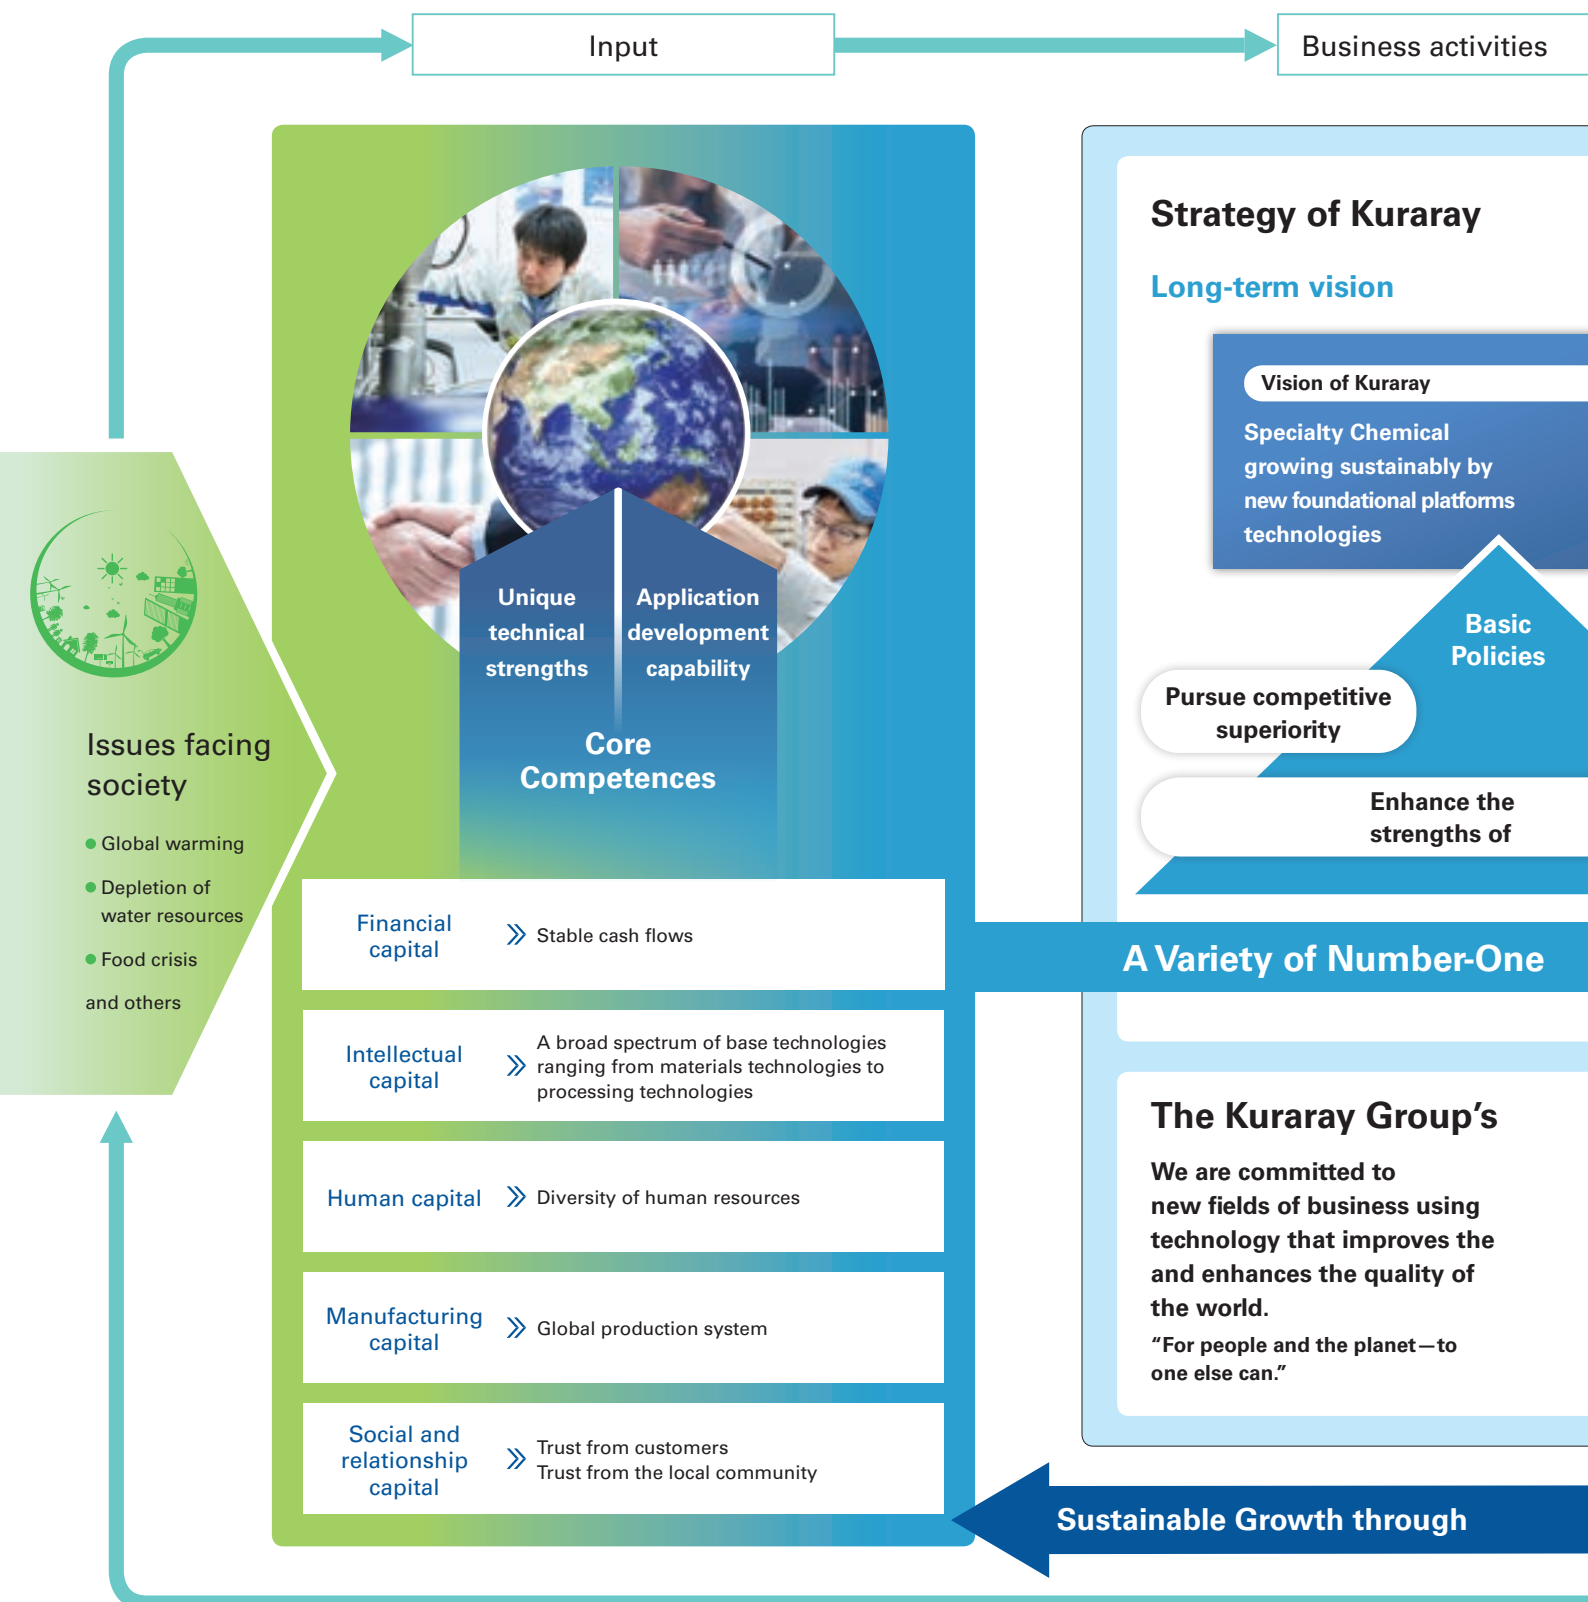 Input
Business activities
Issues facing
society
Global warming
Depletion of
water resources
Food crisis
and others
Unique
technical
strengths
Application
development
capability
Core
Competences
Financial
capital
Stable cash flows
Intellectual
capital
A broad spectrum of base technologies
ranging from materials technologies to
processing technologies
Human capital
Diversity of human resources
Manufacturing
capital
Global production system
Social and
relationship
capital
Trust from customers
Trust from the local community
Strategy of Kuraray
Long-term vision
Vision of Kuraray
Specialty Chemical
growing sustainably by
new foundational platforms
technologies
Basic
Policies
Pursue competitive
superiority
Enhance the
strengths of
A Variety of Number-One
The Kuraray Group’s
We are committed to
new fields of business using
technology that improves the
and enhances the quality of
the world.
“For people and the planet—to
one else can.”
Sustainable Growth through